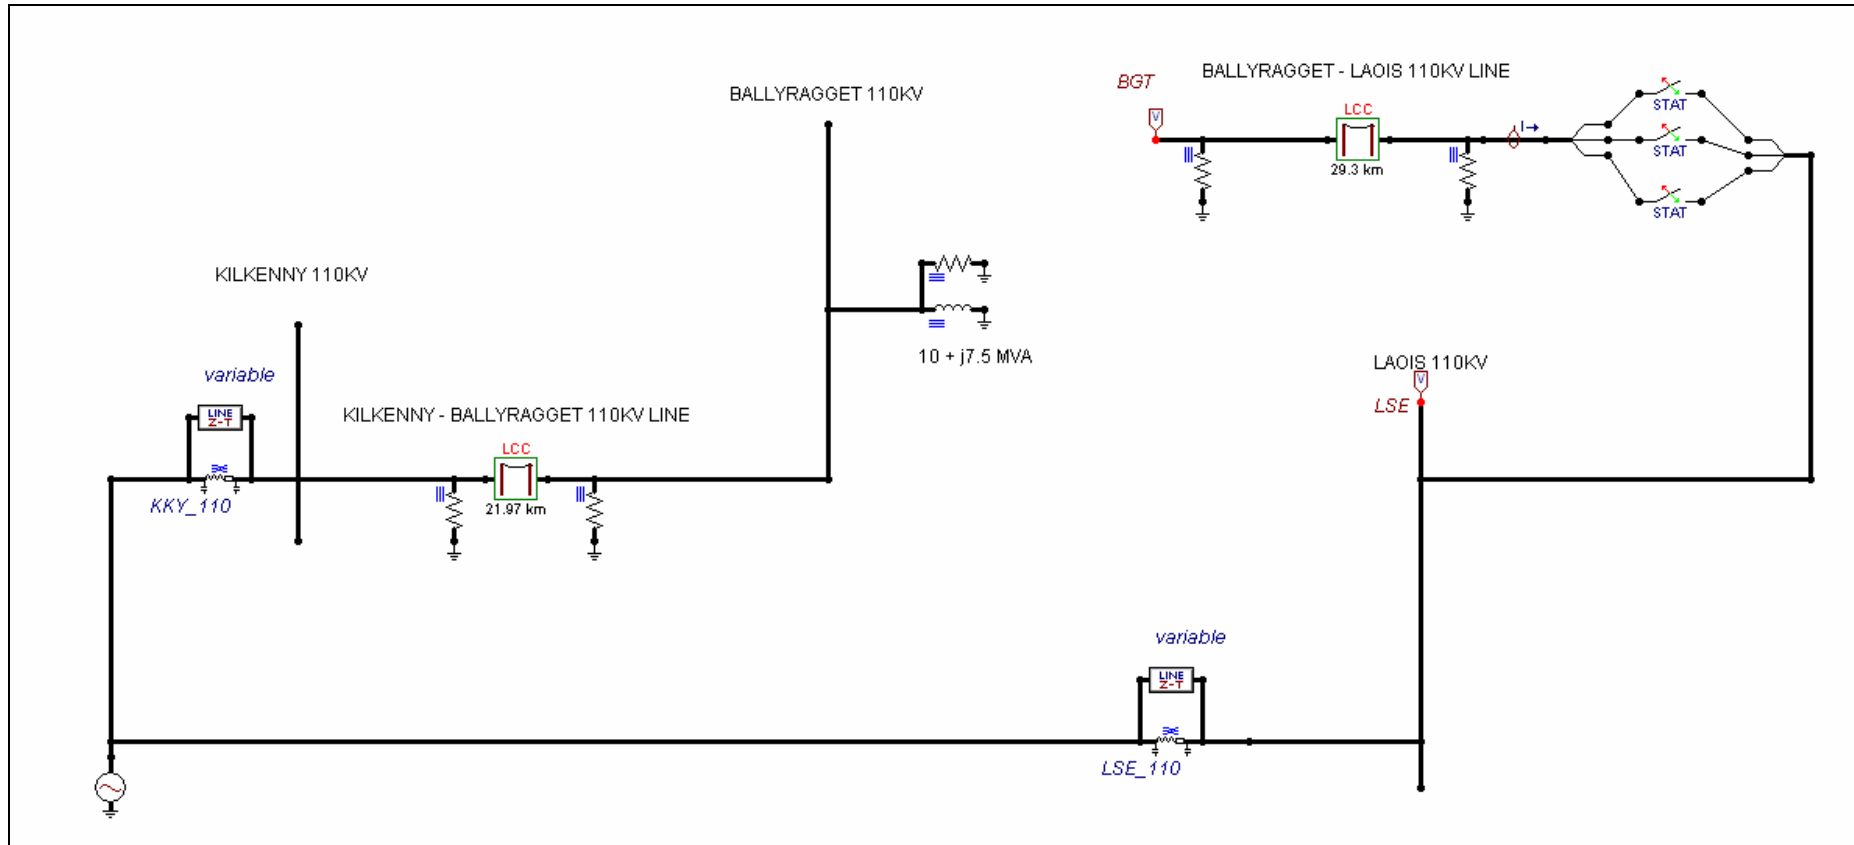 BALLYRAGGET - LAOIS 110KV LINE
BGT
BALLYRAGGET 110KV
V
LCC
I
STAT
STAT
29.3 km
STAT
KILKENNY 110KV
10 + j7.5 MVA
LAOIS 110KV
V
variable
LSE
LINE
Z-T
KILKENNY - BALLYRAGGET 110KV LINE
LCC
KKY_110
21.97 km
variable
LINE
Z-T
LSE_110